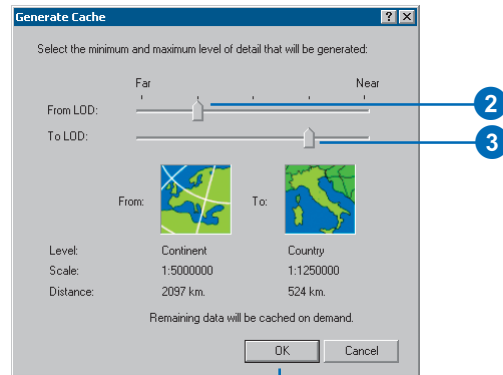 Generate Cache
Select the minimum and maximum level of detail that will be generated:
Far Near
From LOD: 2
To LOD: 3
From: To:
Level: Continent Country
Scale: 1:5000000 1:1250000
Distance: 2097 km. 524 km.
Remaining data will be cached on demand.
OK Cancel